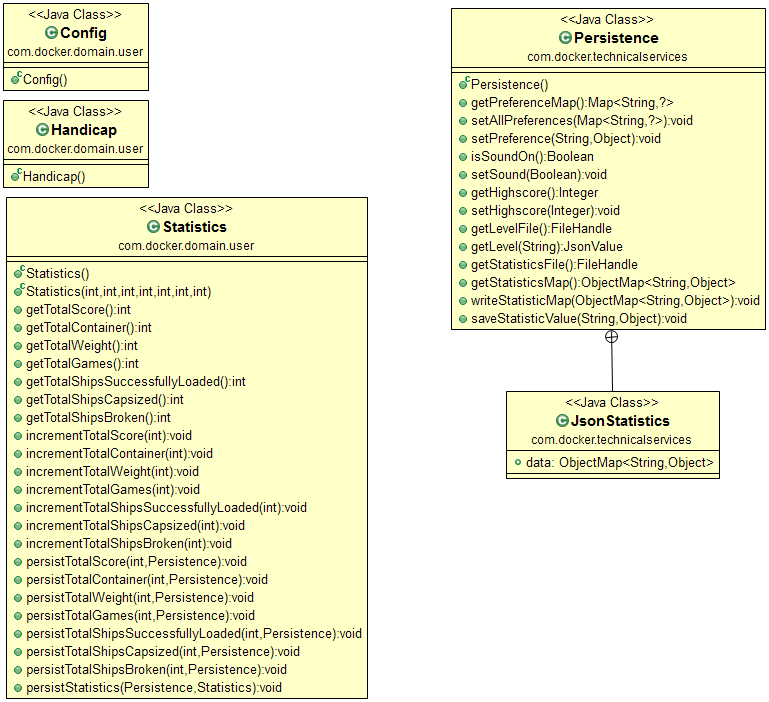 <<Java Class>>
Config
com.docker.domain.user
Config()
<<Java Class>>
Handicap
com.docker.domain.user
Handicap()
<<Java Class>>
Statistics
com.docker.domain.user
Statistics()
Statistics(int,int,int,int,int,int,int)
getTotalScore():int
getTotalContainer():int
getTotalWeight():int
getTotalGames():int
getTotalShipsSuccessfullyLoaded():int
getTotalShipsCapsized():int
getTotalShipsBroken():int
incrementTotalScore(int):void
incrementTotalContainer(int):void
incrementTotalWeight(int):void
incrementTotalGames(int):void
incrementTotalShipsSuccessfullyLoaded(int):void
incrementTotalShipsCapsized(int):void
incrementTotalShipsBroken(int):void
persistTotalScore(int,Persistence):void
persistTotalContainer(int,Persistence):void
persistTotalWeight(int,Persistence):void
persistTotalGames(int,Persistence):void
persistTotalShipsSuccessfullyLoaded(int,Persistence):void
persistTotalShipsCapsized(int,Persistence):void
persistTotalShipsBroken(int,Persistence):void
persistStatistics(Persistence,Statistics):void
<<Java Class>>
Persistence
com.docker.technicalservices
Persistence()
getPreferenceMap():Map<String,?>
setAllPreferences(Map<String,?>):void
setPreference(String,Object):void
isSoundOn():Boolean
setSound(Boolean):void
getHighscore():Integer
setHighscore(Integer):void
getLevelFile():FileHandle
getLevel(String):JsonValue
getStatisticsFile():FileHandle
getStatisticsMap():ObjectMap<String,Object>
writeStatisticMap(ObjectMap<String,Object>):void
saveStatisticValue(String,Object):void
<<Java Class>>
JsonStatistics
com.docker.technicalservices
data: ObjectMap<String,Object>